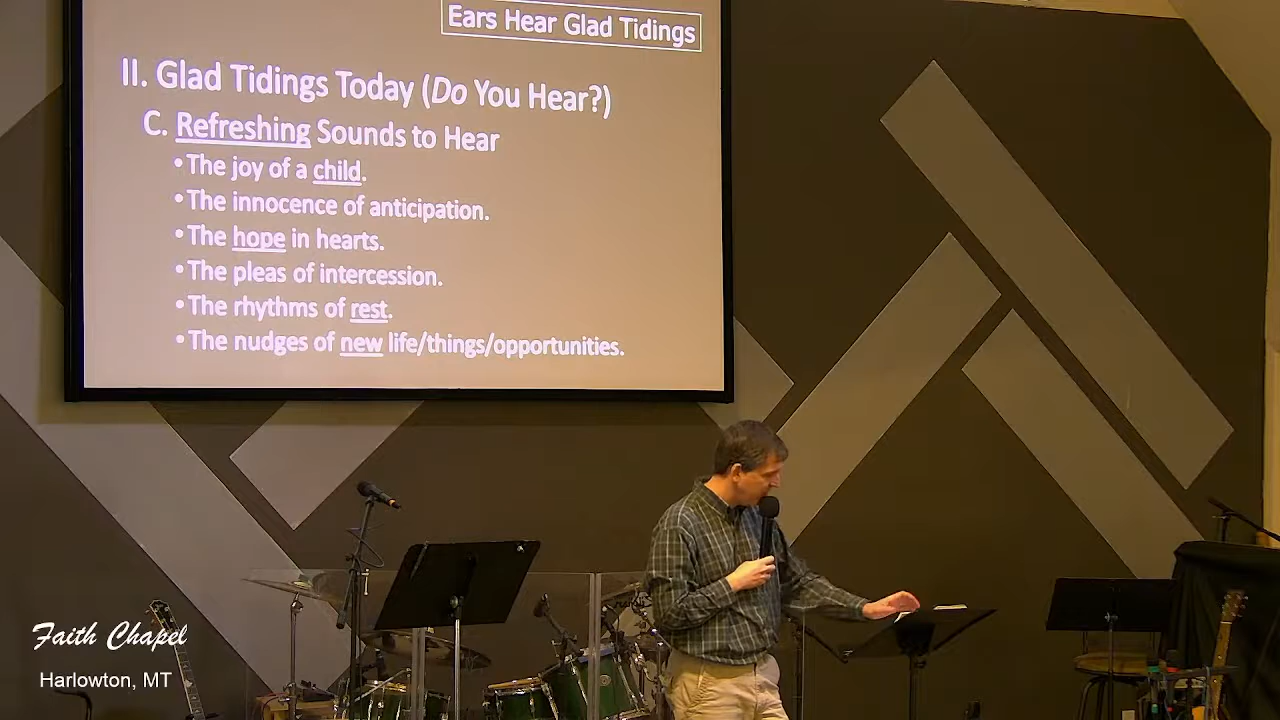 Ears Hear Glad Tidings
II. Glad Tidings Today (Do You Hear?)
C. Refreshing Sounds to Hear
• The joy of a child.
• The innocence of anticipation.
• The hope in hearts.
• The pleas of intercession.
• The rhythms of rest.
• The nudges of new life/things/opportunities.
Faith Chapel
Harlowton, MT